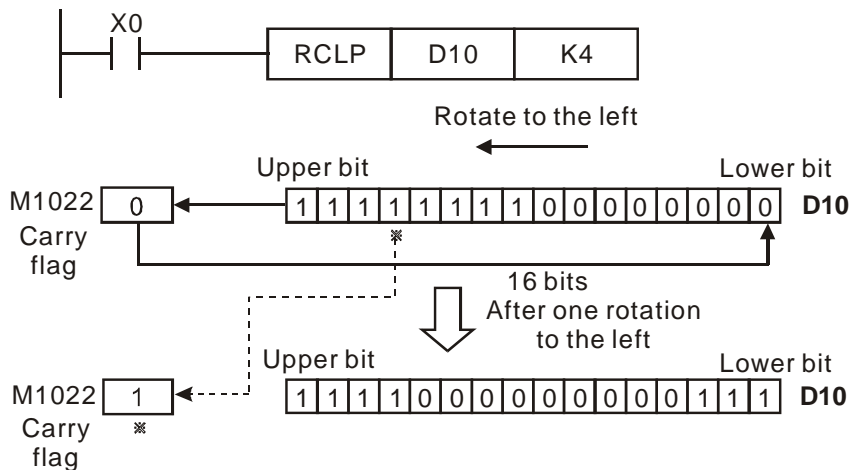 X0
RCLP D10 K4
Rotate to the left
Upper bit Lower bit
M1022 0 1 1 1 1 1 1 1 1 0 0 0 0 0 0 0 0 D10
Carry
flag
※
16 bits
After one rotation
to the left
Upper bit Lower bit
M1022 1 1 1 1 1 0 0 0 0 0 0 0 0 0 1 1 1 D10
Carry ※
flag